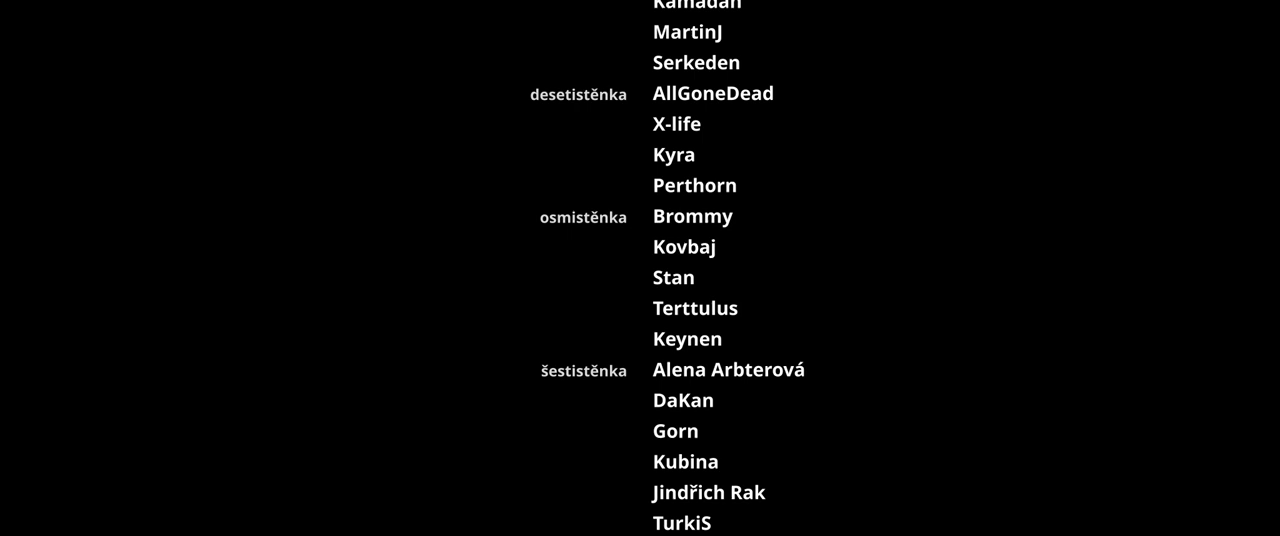 Kamadan
MartinJ
Serkeden
desetistěnka AllGoneDead
X-life
Kyra
Perthorn
osmistěnka Brommy
Kovbaj
Stan
Terttulus
Keynen
šestistěnka Alena Arbterová
DaKan
Gorn
Kubina
Jindřich Rak
TurkiS